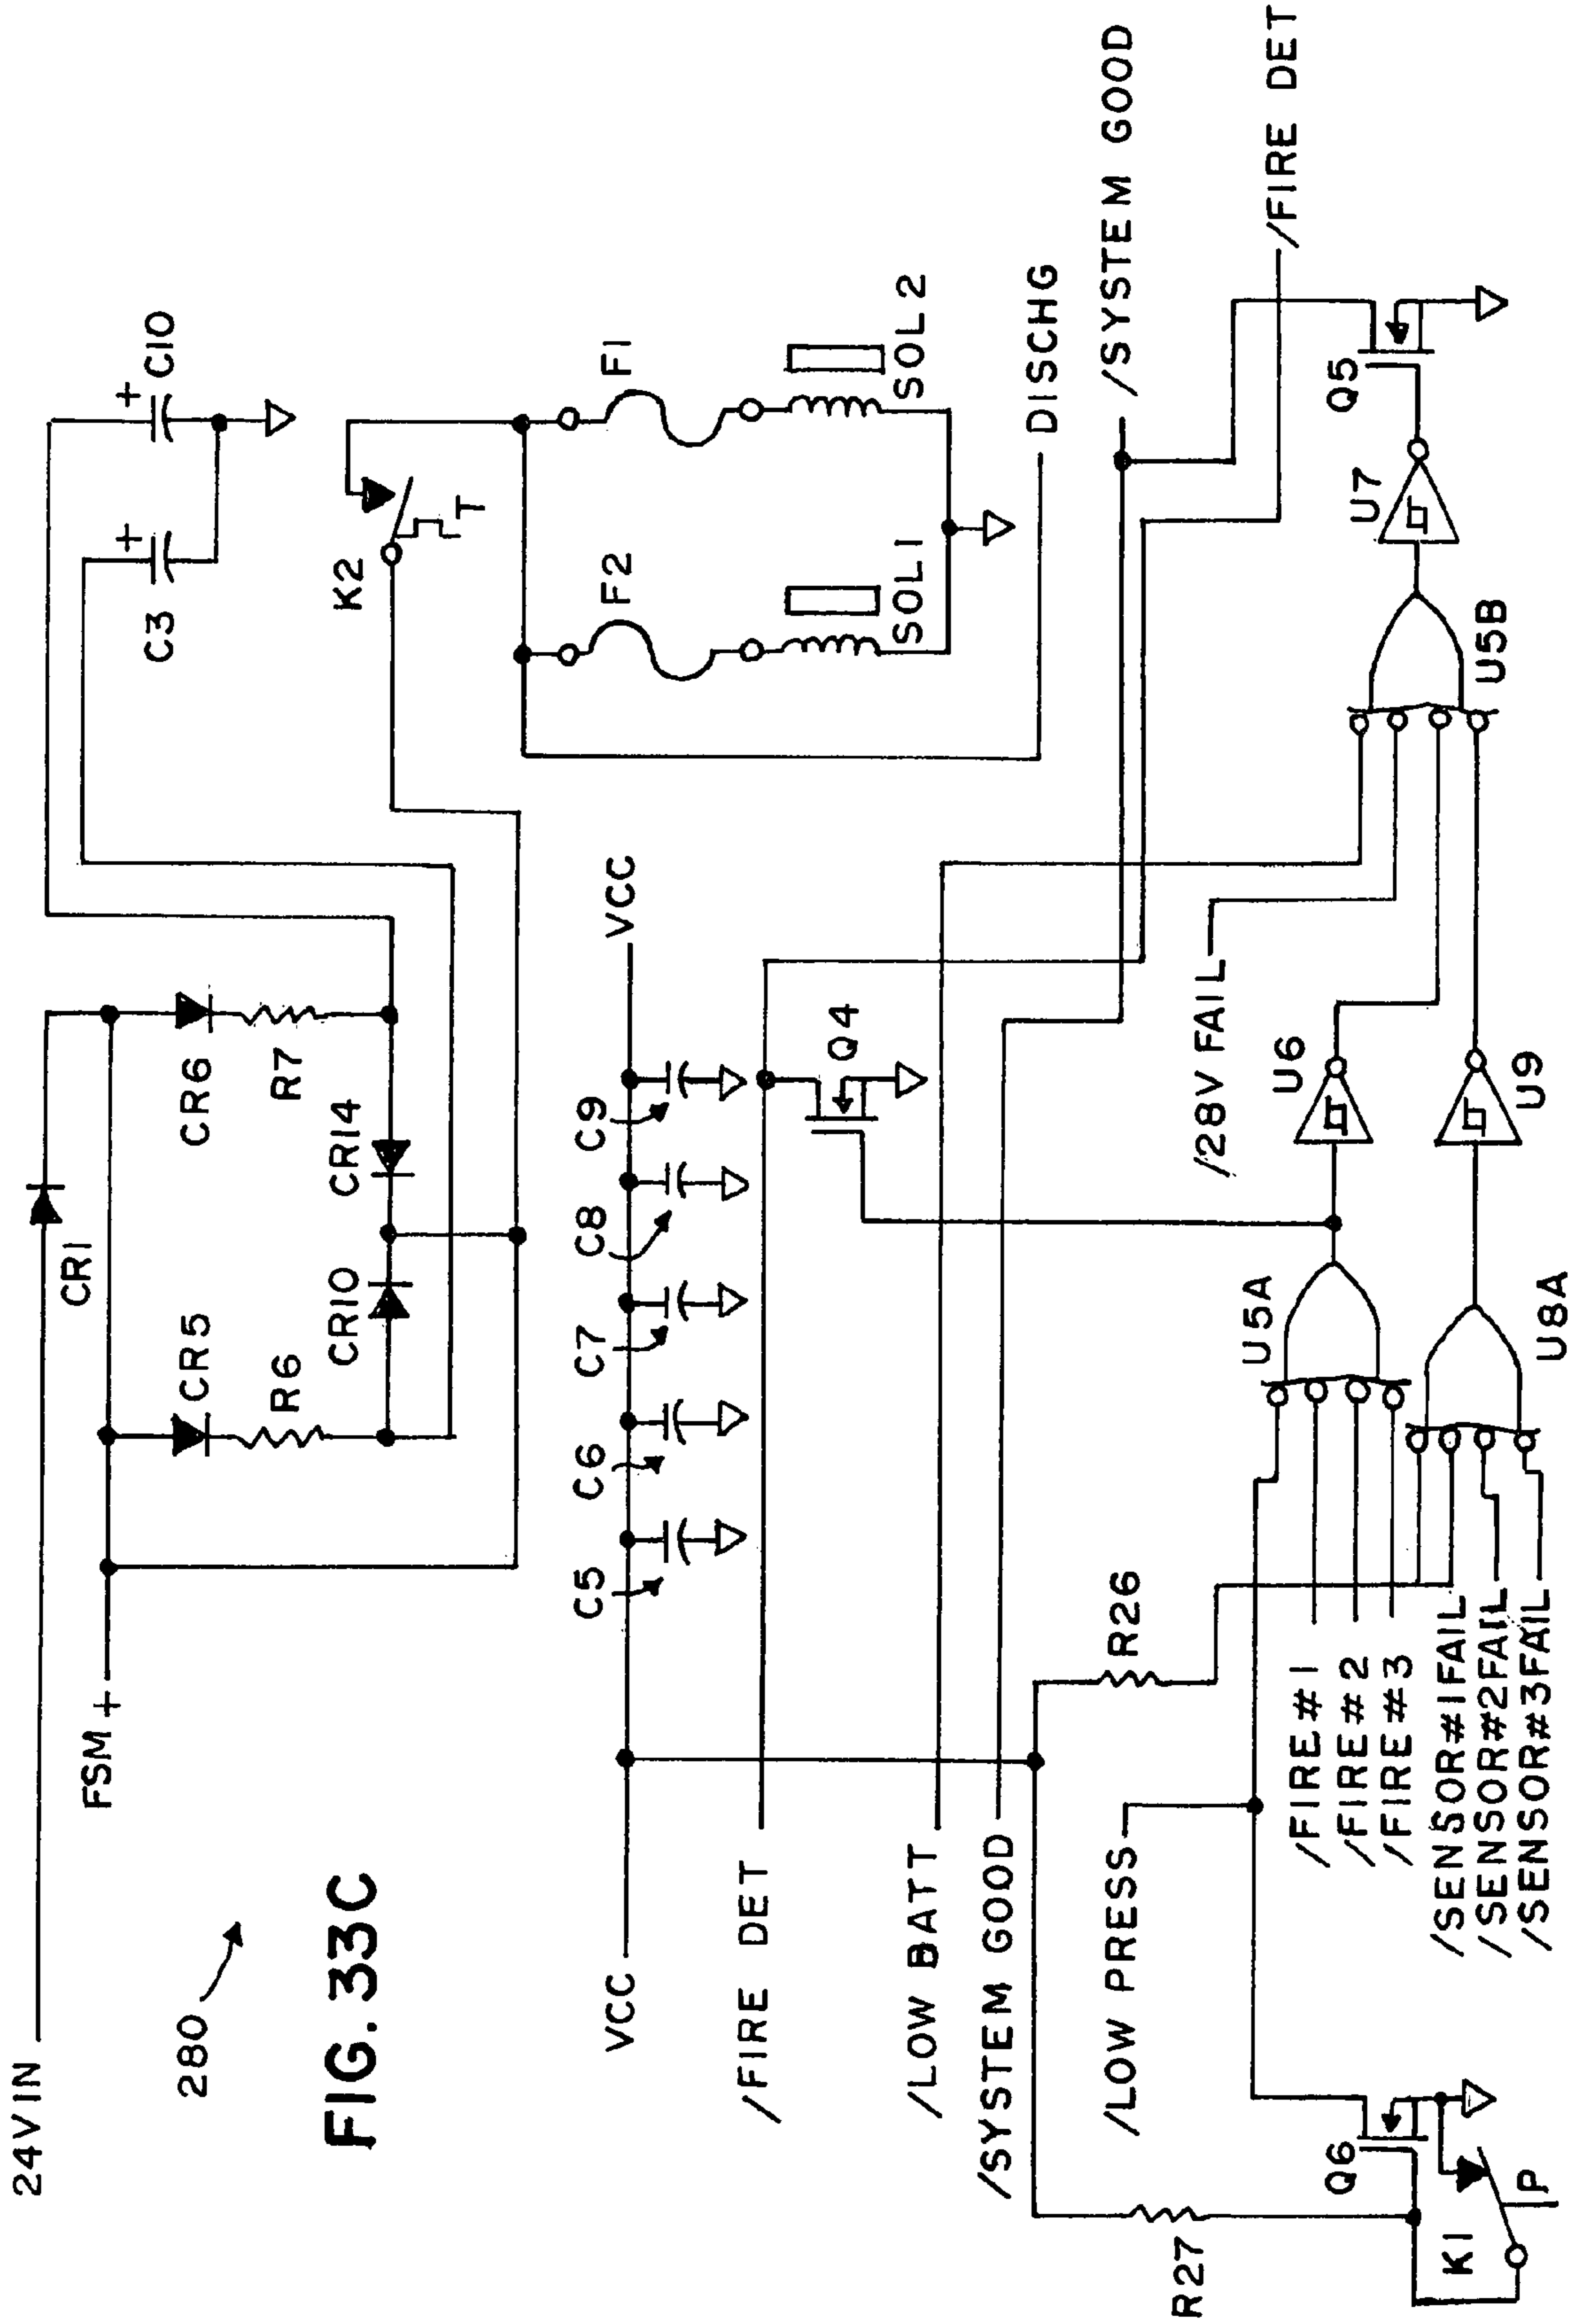 24VIN
280
FIG. 33C
FSM +
CR1
CR5
R6
CR10
CR14
CR6
R7
C3
+
C10
+
K2
T
F2
F1
SOL1
SOL2
DISCHG
VCC
C5
C6
C7
C8
C9
VCC
/FIRE DET
Q4
/LOW BATT
/SYSTEM GOOD
/SYSTEM GOOD
/FIRE DET
/LOW PRESS
/28V FAIL
R26
R27
Q6
K1
P
/FIRE#1
/FIRE#2
/FIRE#3
/SENSOR#1FAIL
/SENSOR#2FAIL
/SENSOR#3FAIL
U5A
U8A
U6
U9
U5B
U7
Q5